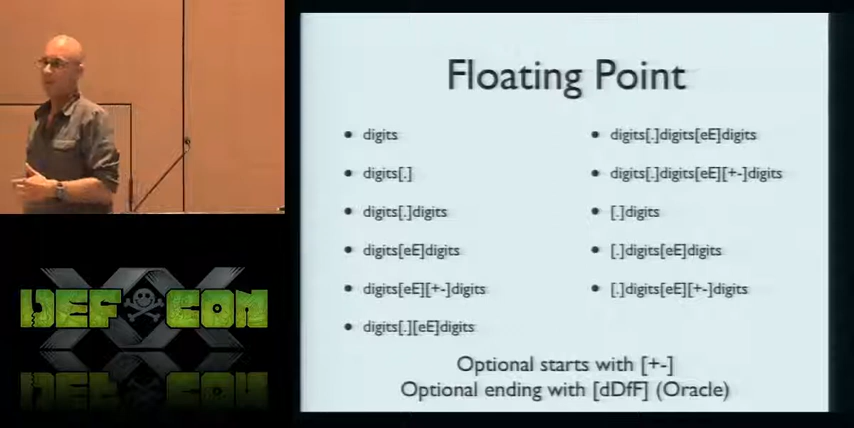 Floating Point
digits
digits[.]
digits[.]digits
digits[eE]digits
digits[eE][+-]digits
digits[.][eE]digits
digits[.]digits[eE]digits
digits[.]digits[eE][+-]digits
[.]digits
[.]digits[eE]digits
[.]digits[eE][+-]digits
Optional starts with [+-]
Optional ending with [dDfF] (Oracle)
XX
DEF CON